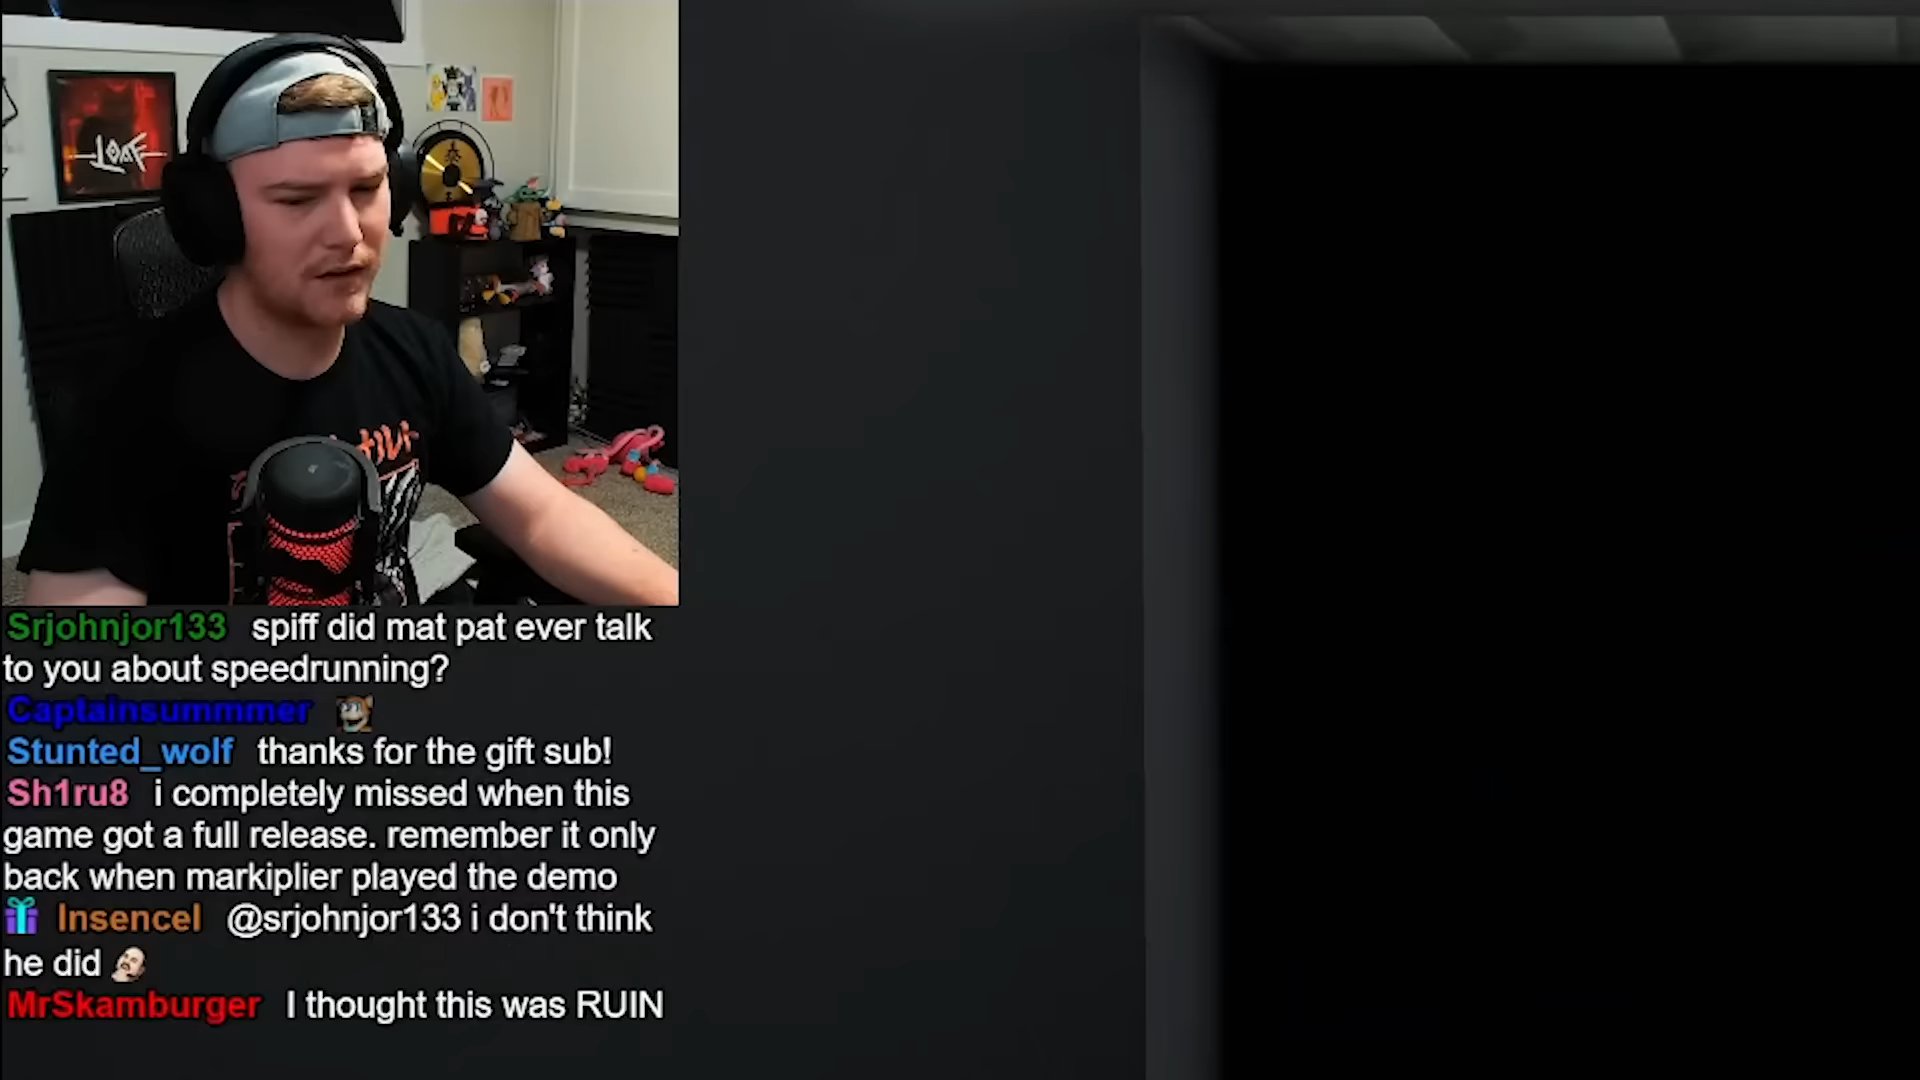 LOAF
Srjohnjor133 spiff did mat pat ever talk
to you about speedrunning?
Captainsummmer
Stunted_wolf thanks for the gift sub!
Sh1ru8 i completely missed when this
game got a full release. remember it only
back when markiplier played the demo
Insencel @srjohnjor133 i don't think
he did
MrSkamburger I thought this was RUIN